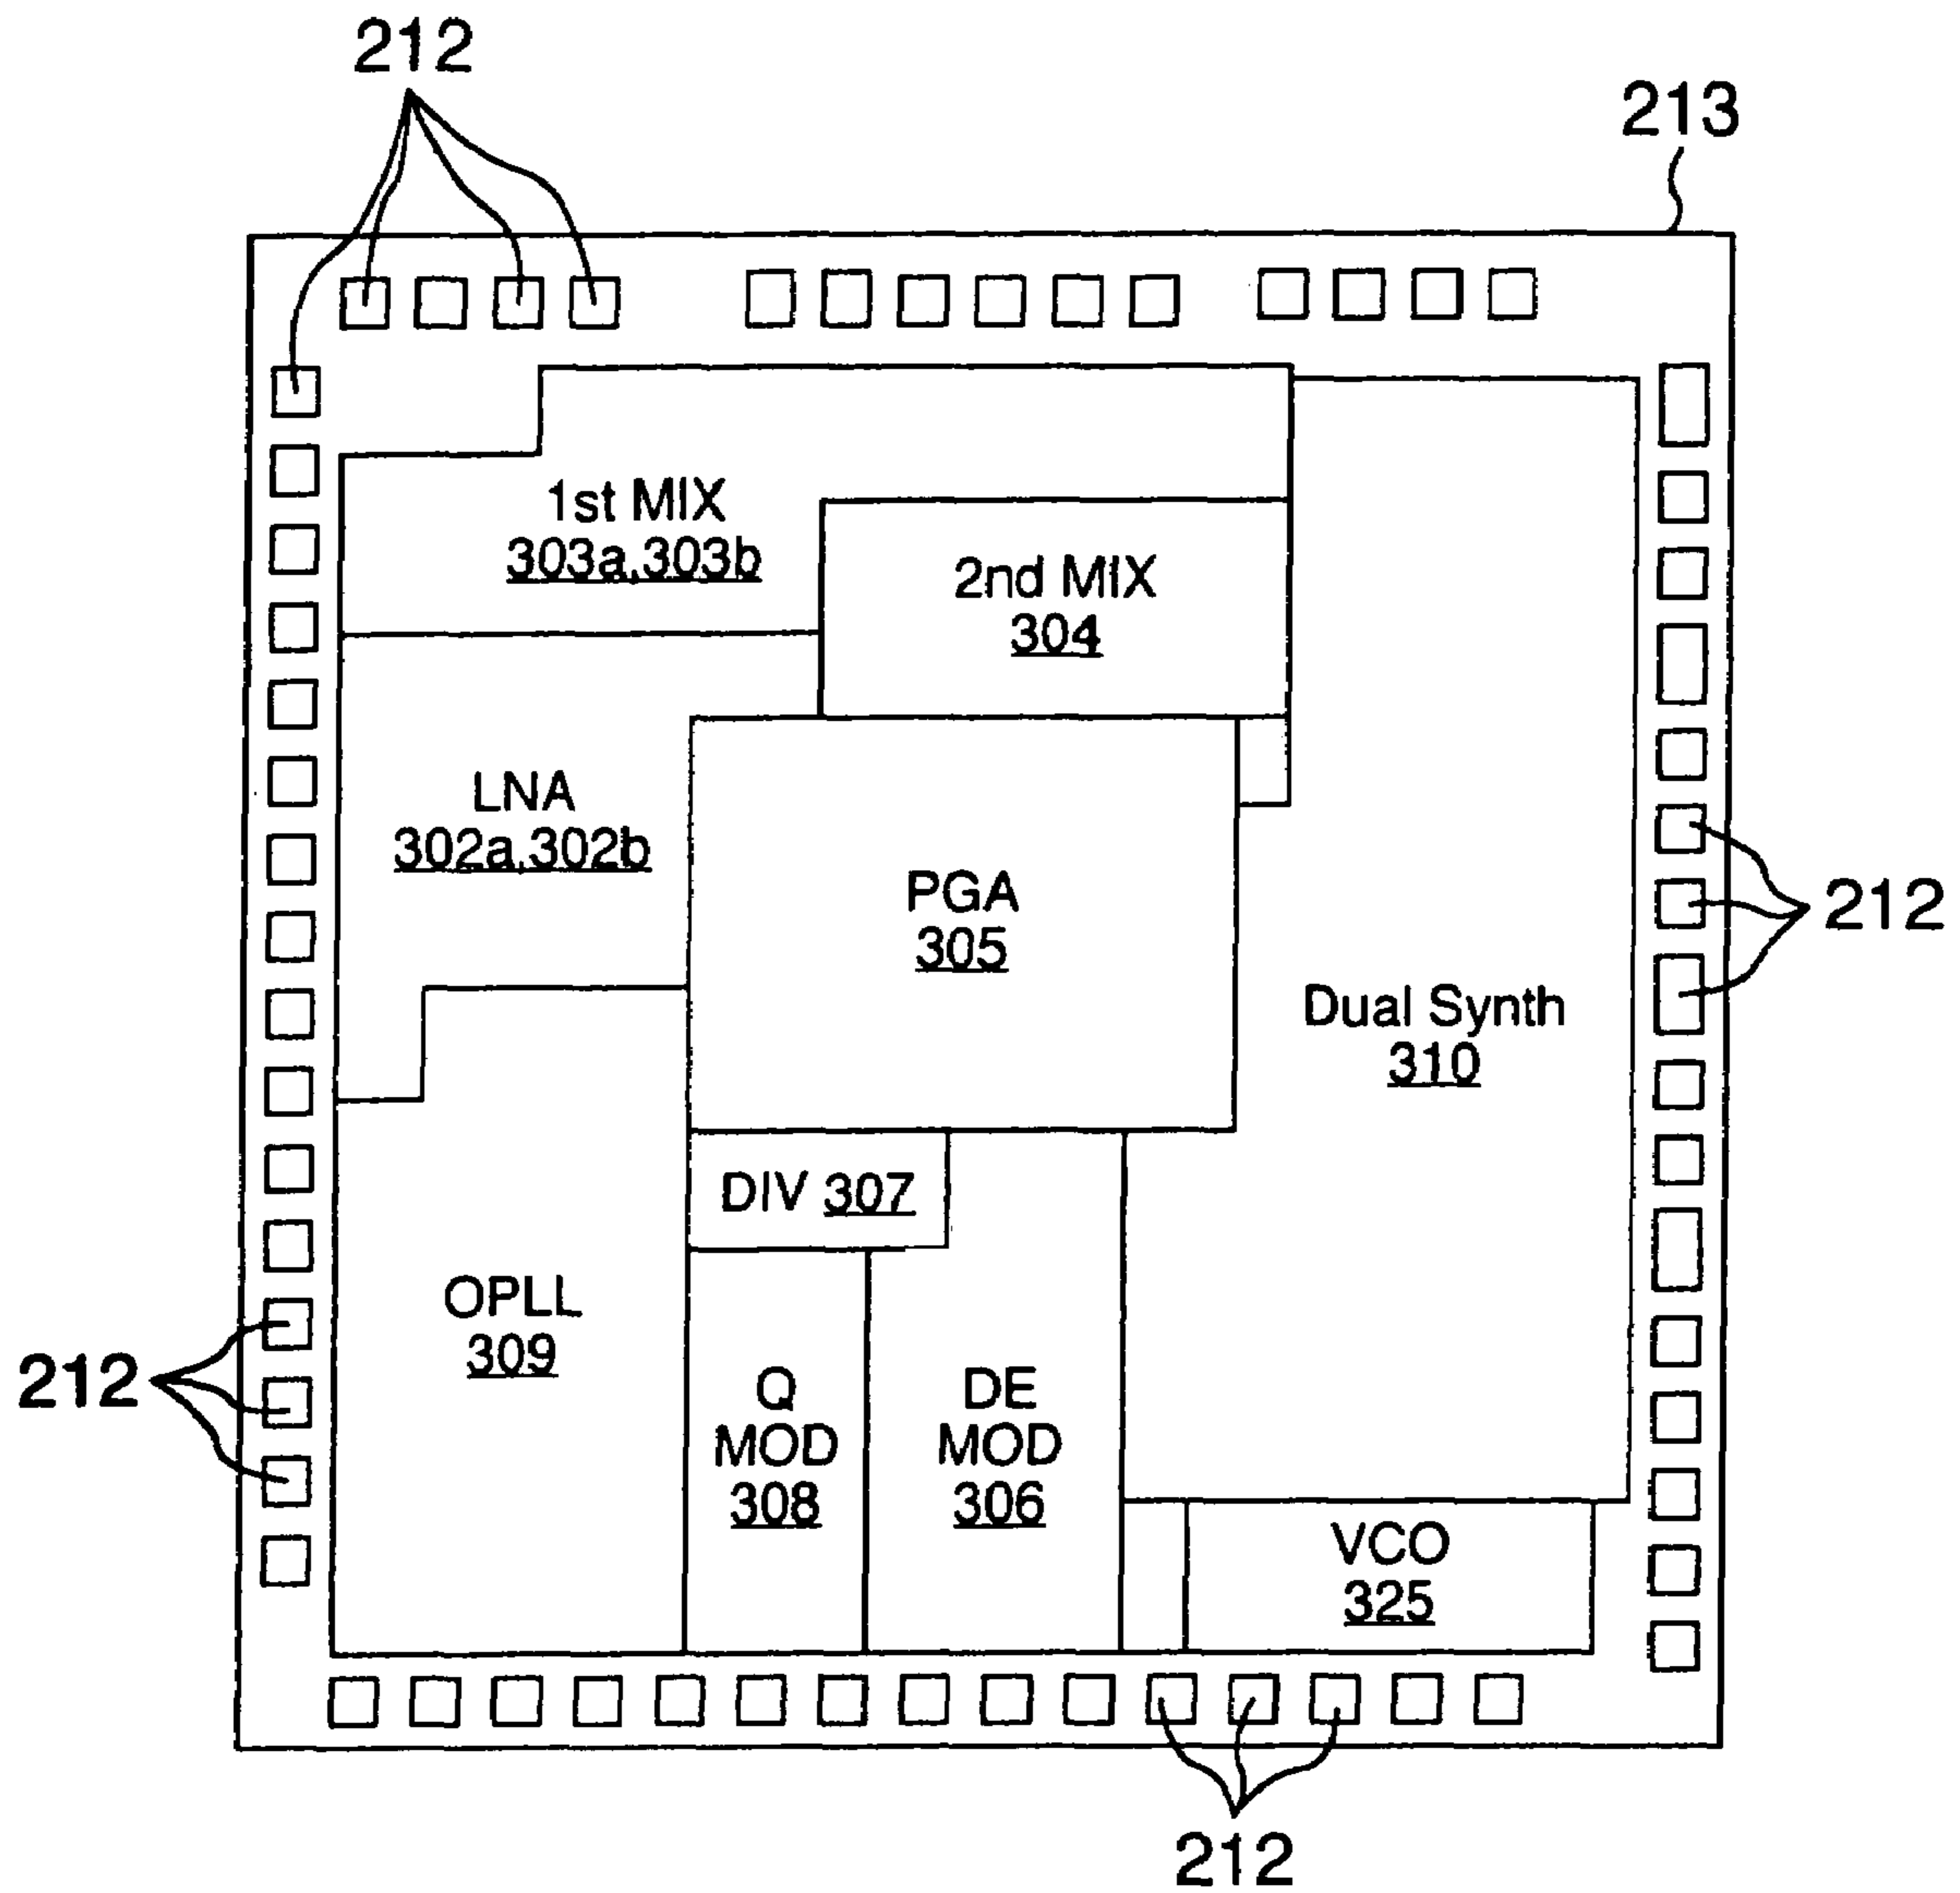 212
213
1st MIX
303a,303b
2nd MIX
304
LNA
302a,302b
PGA
305
212
Dual Synth
310
DIV 307
OPLL
309
212
Q
MOD
308
DE
MOD
306
VCO
325
212